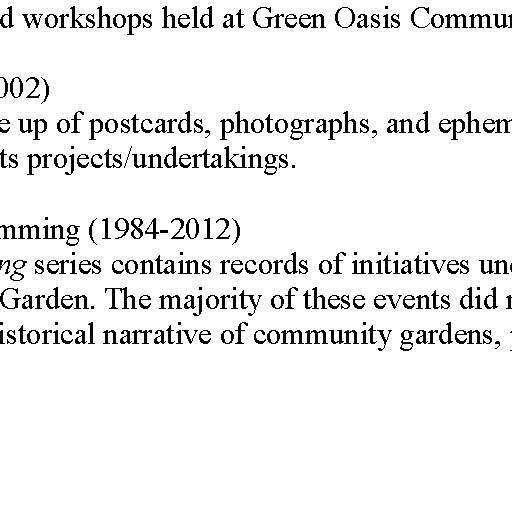 d workshops held at Green Oasis Commun
002)
e up of postcards, photographs, and ephem
ts projects/undertakings.
mming (1984-2012)
ng series contains records of initiatives un
Garden. The majority of these events did
istorical narrative of community gardens,